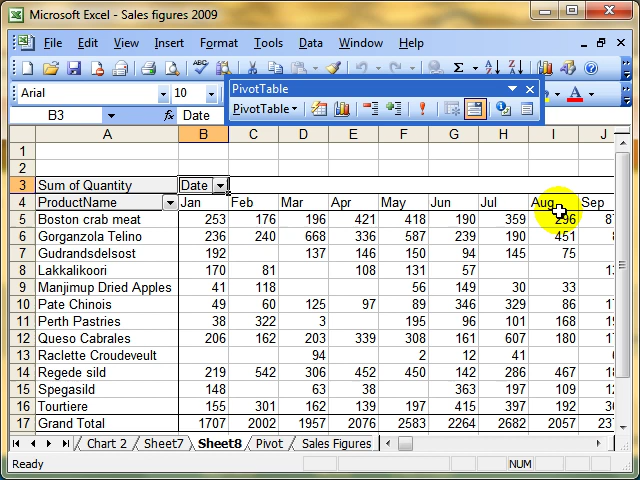 Microsoft Excel - Sales figures 2009
File Edit View Insert Format Tools Data Window Help
Arial 10
PivotTable
PivotTable
B3 Date
A B C D E F G H I J
1
2
3 Sum of Quantity Date
4 ProductName Jan Feb Mar Apr May Jun Jul Aug Sep
5 Boston crab meat 253 176 196 421 418 190 359 296
6 Gorganzola Telino 236 240 668 336 587 239 190 451
7 Gudrandsdelsost 192 137 146 150 94 145 75
8 Lakkalikoori 170 81 108 131 57
9 Manjimup Dried Apples 41 118 56 149 30 33
10 Pate Chinois 49 60 125 97 89 346 329 86
11 Perth Pastries 38 322 3 195 96 101 168
12 Queso Cabrales 206 162 203 339 308 161 607 180
13 Raclette Croudeveult 94 2 12 41
14 Regede sild 219 542 306 452 450 142 286 467
15 Spegasild 148 63 38 363 197 109
16 Tourtiere 155 301 162 139 197 415 397 192
17 Grand Total 1707 2002 1957 2076 2583 2264 2682 2057
Chart 2 Sheet7 Sheet8 Pivot Sales Figures
Ready NUM